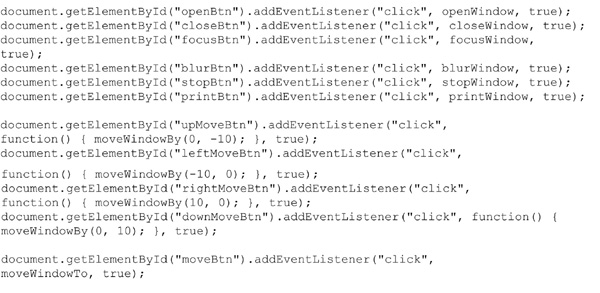 document.getElementById("openBtn").addEventListener("click", openWindow, true);
document.getElementById("closeBtn").addEventListener("click", closeWindow, true);
document.getElementById("focusBtn").addEventListener("click", focusWindow,
true);
document.getElementById("blurBtn").addEventListener("click", blurWindow, true);
document.getElementById("stopBtn").addEventListener("click", stopWindow, true);
document.getElementById("printBtn").addEventListener("click", printWindow, true);

document.getElementById("upMoveBtn").addEventListener("click",
function() { moveWindowBy(0, -10); }, true);
document.getElementById("leftMoveBtn").addEventListener("click",
function() { moveWindowBy(-10, 0); }, true);
document.getElementById("rightMoveBtn").addEventListener("click",
function() { moveWindowBy(10, 0); }, true);
document.getElementById("downMoveBtn").addEventListener("click", function() {
moveWindowBy(0, 10); }, true);

document.getElementById("moveBtn").addEventListener("click",
moveWindowTo, true);